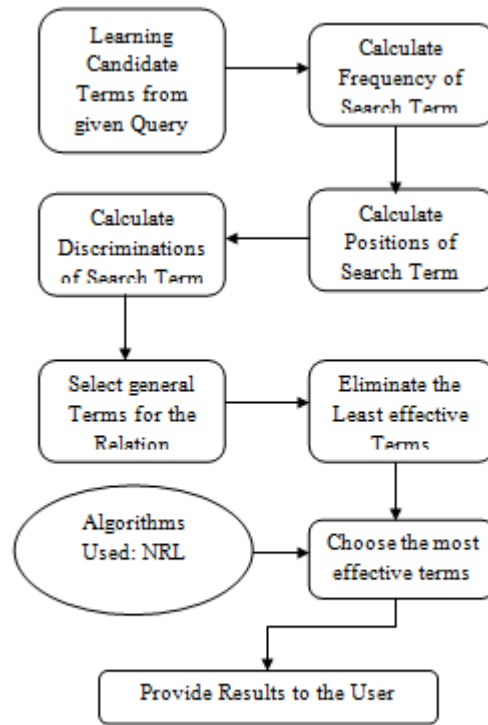 Learning
Candidate
Terms from
given Query
Calculate
Frequency of
Search Term
Calculate
Positions of
Search Term
Calculate
Discriminations
of Search Term
Select general
Terms for the
Relation
Eliminate the
Least effective
Terms
Algorithms
Used: NRL
Choose the most
effective terms
Provide Results to the User